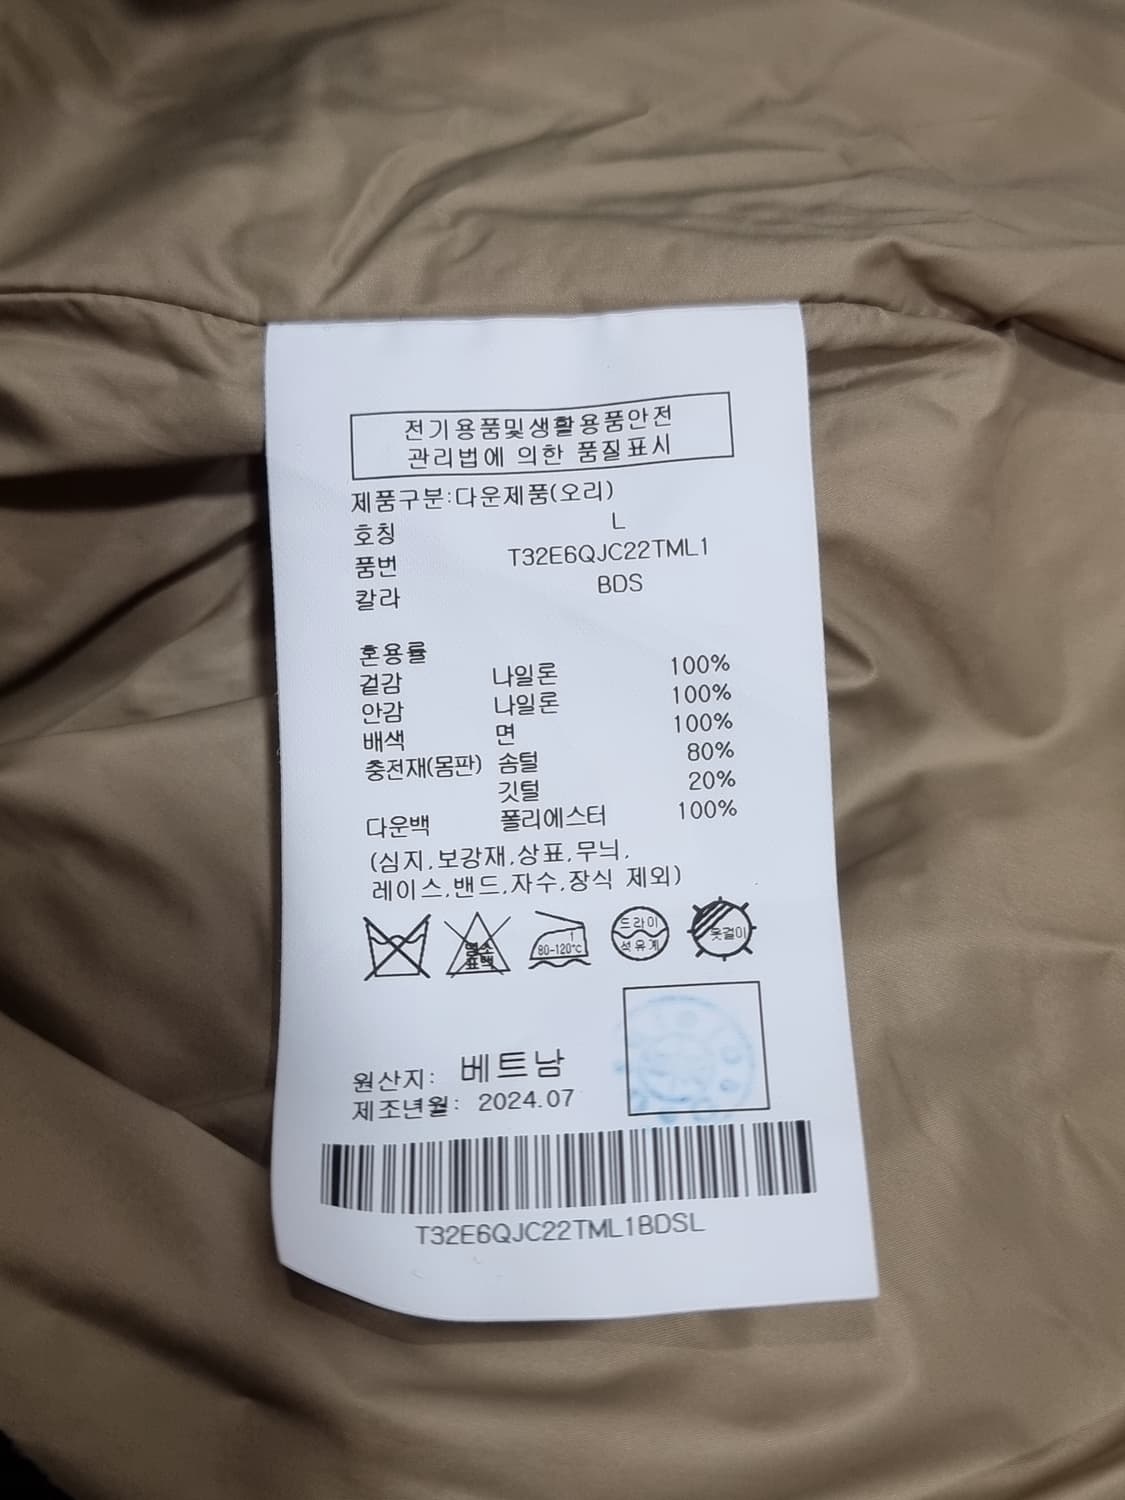 전기용품및생활용품안전
관리법에 의한 품질표시
제품구분:다운제품(오리)
호칭 L
품번 T32E6QJC22TML1
칼라 BDS
혼용률
겉감 나일론 100%
안감 나일론 100%
배색 면 100%
충전재(몸판) 솜털 80%
깃털 20%
다운백 폴리에스터 100%
(심지,보강재,상표,무늬,
레이스,밴드,자수,장식 제외)
염소
표백
1
80-120℃
드라이
석유계
옷걸이
원산지: 베트남
제조년월: 2024.07
T32E6QJC22TML1BDSL